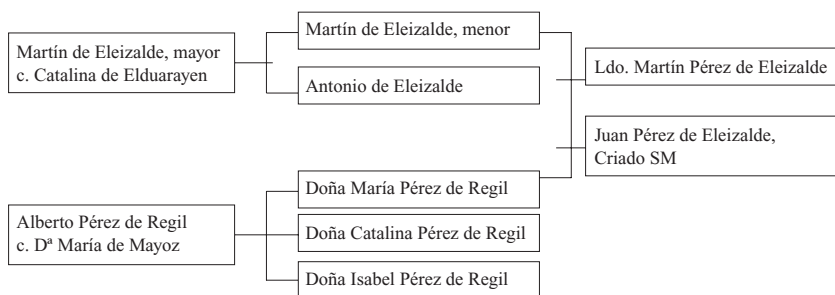 Martín de Eleizalde, mayor
c. Catalina de Elduarayen
Martín de Eleizalde, menor
Antonio de Eleizalde
Ldo. Martín Pérez de Eleizalde
Juan Pérez de Eleizalde,
Criado SM
Alberto Pérez de Regil
c. Dª María de Mayoz
Doña María Pérez de Regil
Doña Catalina Pérez de Regil
Doña Isabel Pérez de Regil